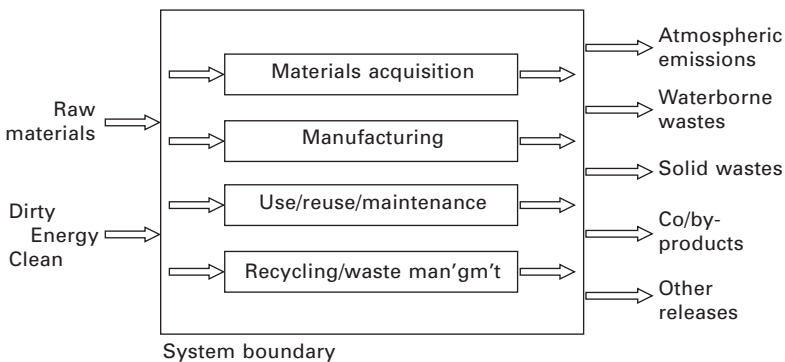 Raw
materials
Dirty
Energy
Clean
Materials acquisition
Manufacturing
Use/reuse/maintenance
Recycling/waste man'gm't
Atmospheric
emissions
Waterborne
wastes
Solid wastes
Co/by-
products
Other
releases
System boundary